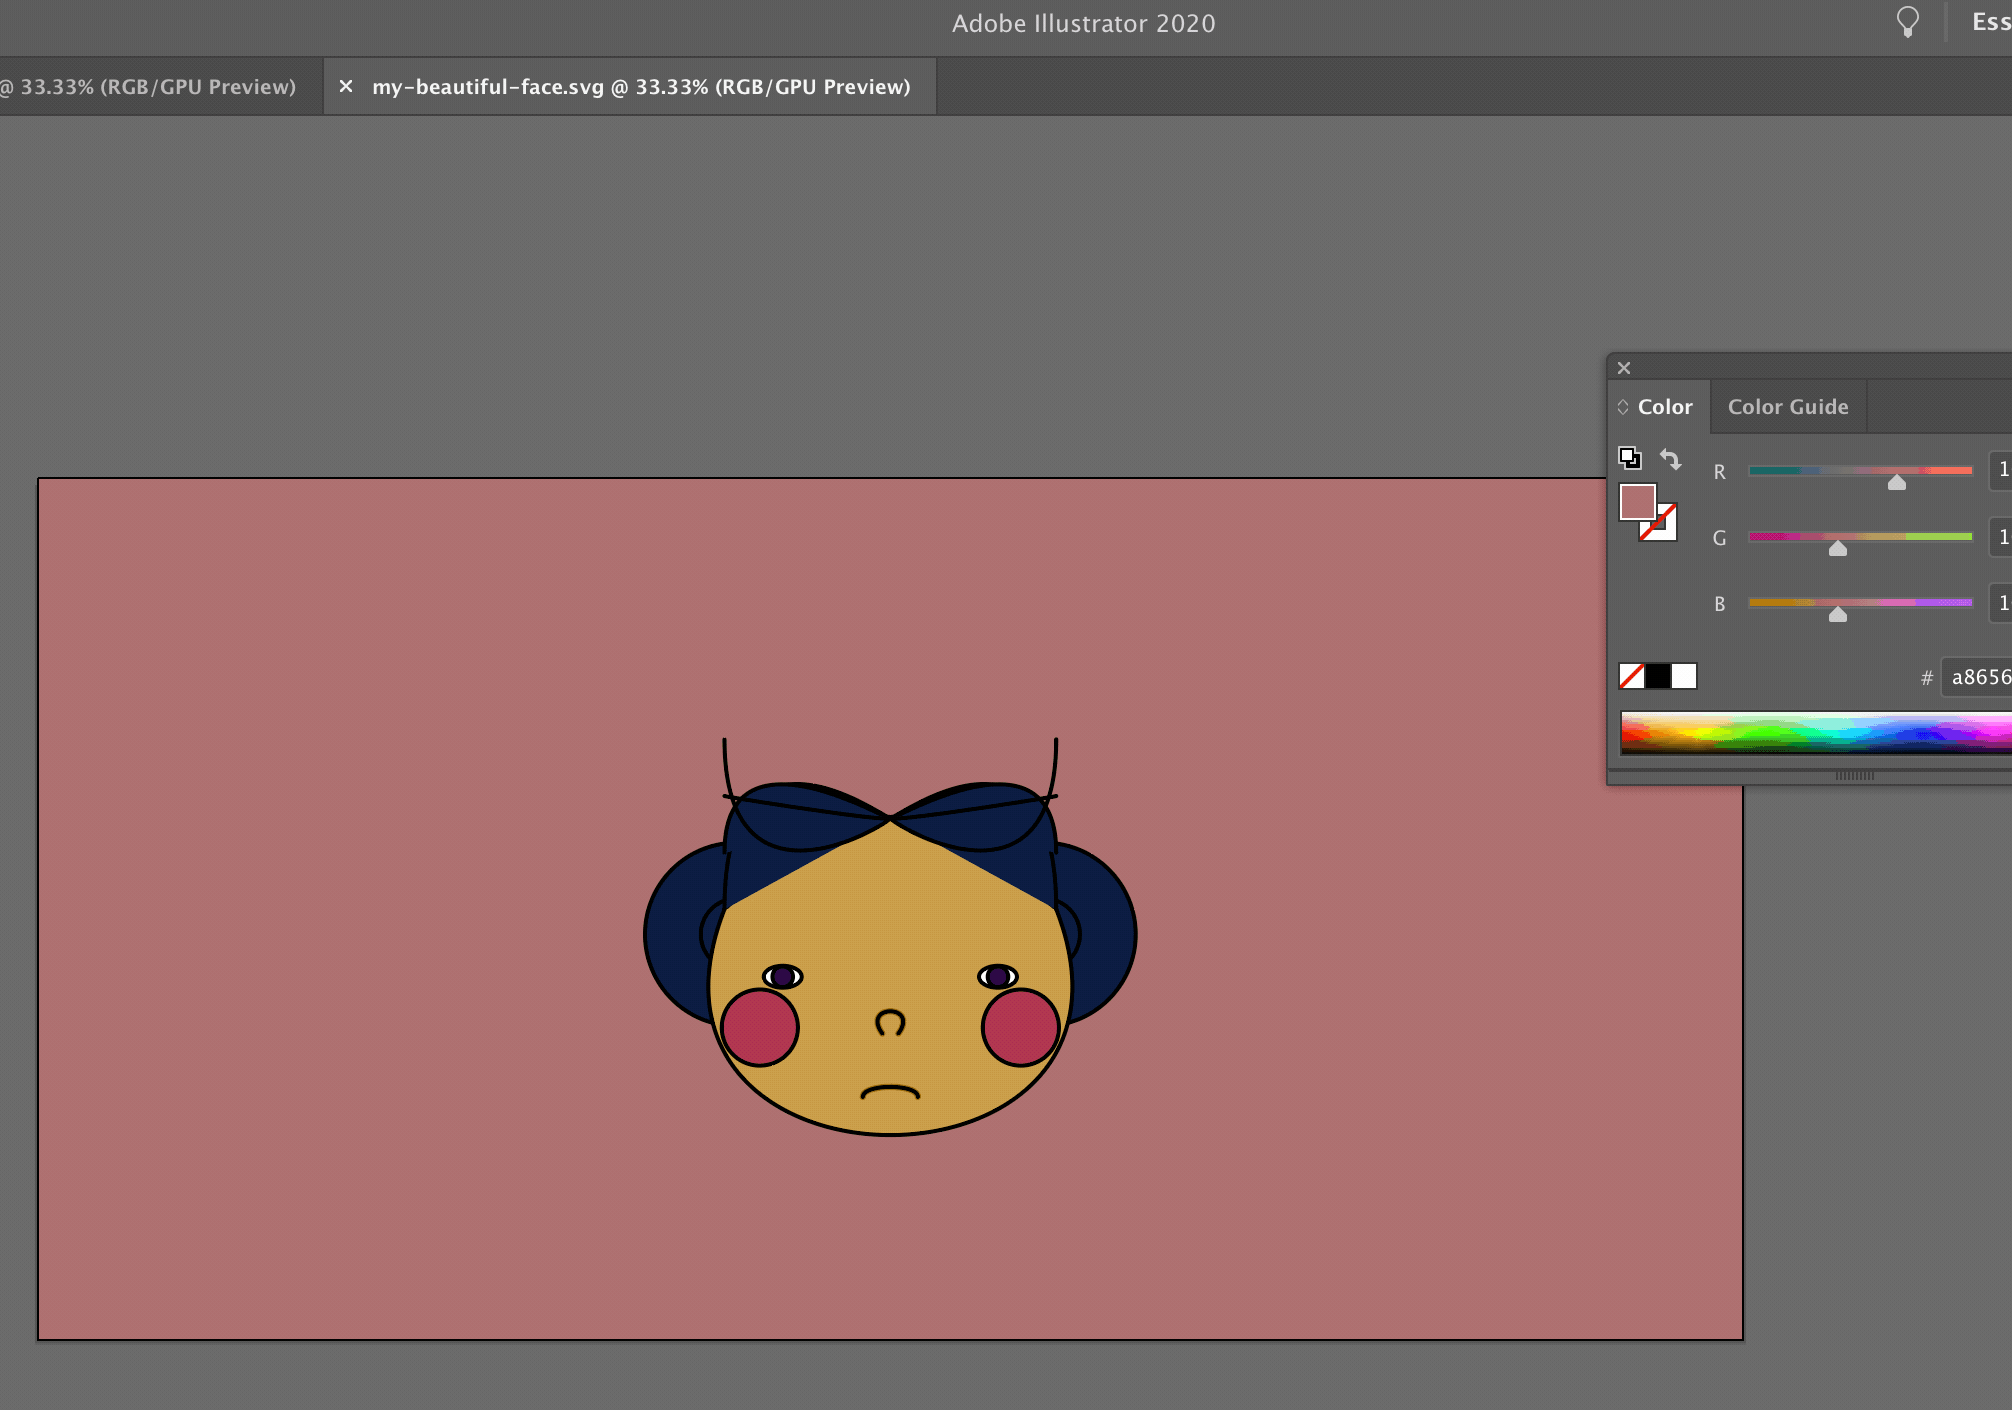 Adobe Illustrator 2020
Ess
@ 33.33% (RGB/GPU Preview)
× my-beautiful-face.svg @ 33.33% (RGB/GPU Preview)
Color
Color Guide
R 1
G 1
B 1
# a8656